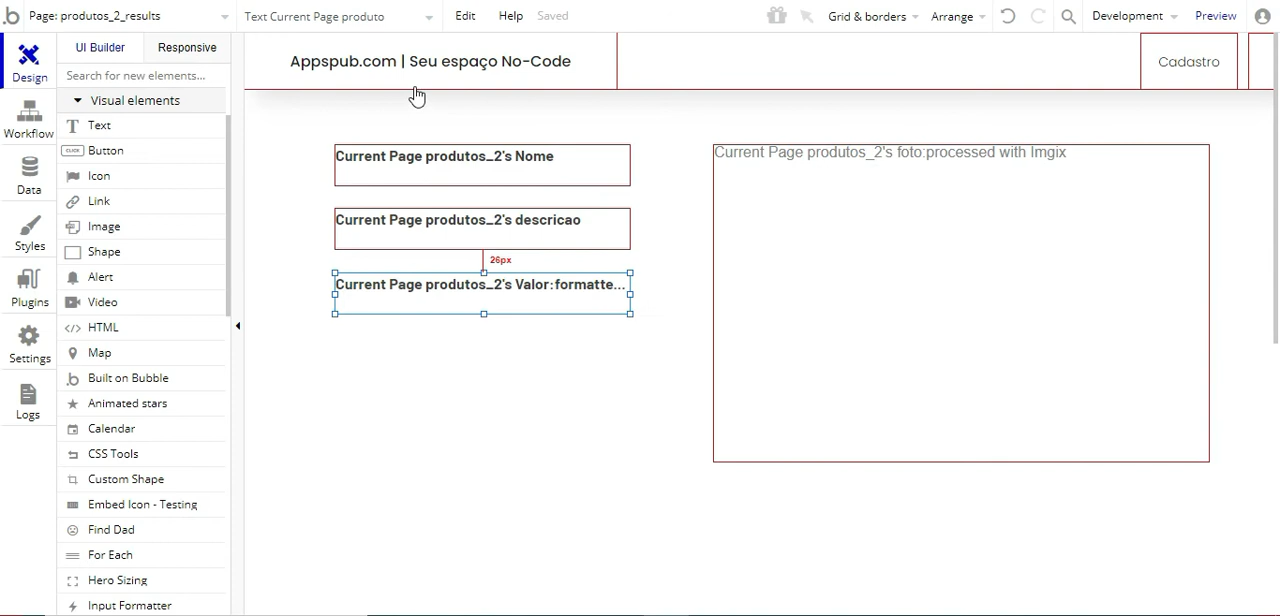 Page: produtos_2_results
Text Current Page produto
Edit
Help
Saved
Grid & borders
Arrange
Development
Preview
Design
Workflow
Data
Styles
Plugins
Settings
Logs
UI Builder
Responsive
Search for new elements...
Visual elements
Text
CLICK
Button
Icon
Link
Image
Shape
Alert
Video
HTML
Map
Built on Bubble
Animated stars
Calendar
CSS Tools
Custom Shape
Embed Icon - Testing
Find Dad
For Each
Hero Sizing
Input Formatter
Appspub.com | Seu espaço No-Code
Cadastro
Current Page produtos_2's Nome
Current Page produtos_2's descricao
26px
Current Page produtos_2's Valor:formatte...
Current Page produtos_2's foto:processed with Imgix